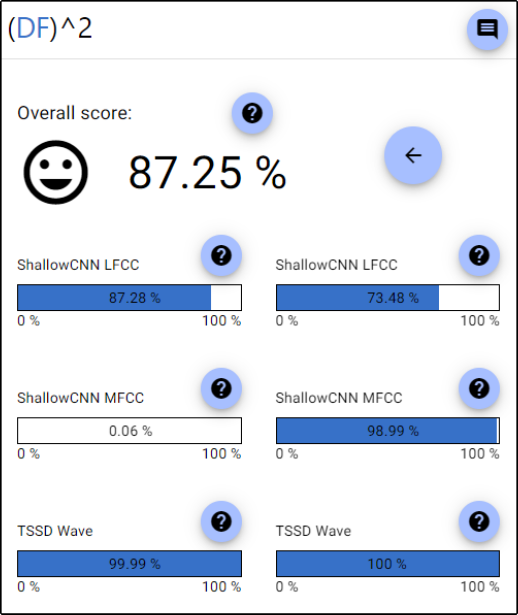 (DF)^2
Overall score:
87.25 %
ShallowCNN LFCC
87.28 %
0 % 100 %
ShallowCNN LFCC
73.48 %
0 % 100 %
ShallowCNN MFCC
0.06 %
0 % 100 %
ShallowCNN MFCC
98.99 %
0 % 100 %
TSSD Wave
99.99 %
0 % 100 %
TSSD Wave
100 %
0 % 100 %